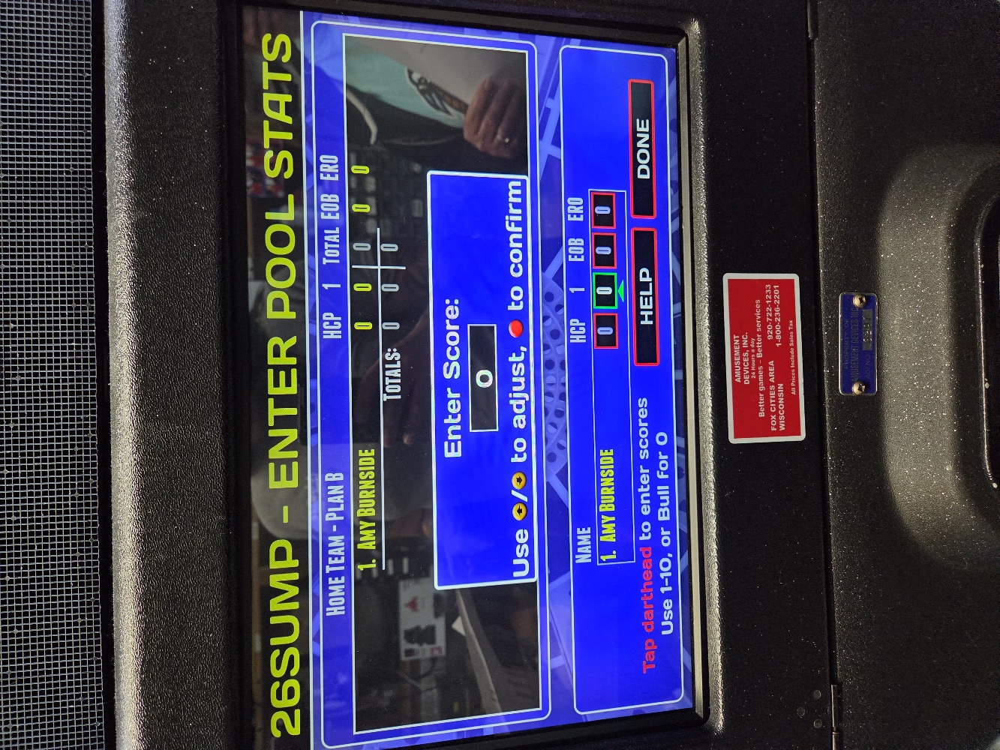 26SUMP - ENTER POOL STATS
HOME TEAM - PLAN B HCP 1 TOTAL EOB ERO
1. AMY BURNSIDE 0 0 0 0 0
TOTALS: 0 0 0
Enter Score:
0
Use / to adjust, to confirm
NAME HCP 1 EOB ERO
1. AMY BURNSIDE 0 0 0 0
Tap darthead to enter scores
Use 1-10, or Bull for 0
HELP DONE
AMUSEMENT
DEVICES, INC.
24 Hours a day
Better games – Better services
FOX CITIES AREA 920-722-1233
WISCONSIN 1-800-236-2201
All Prices Include Sales Tax